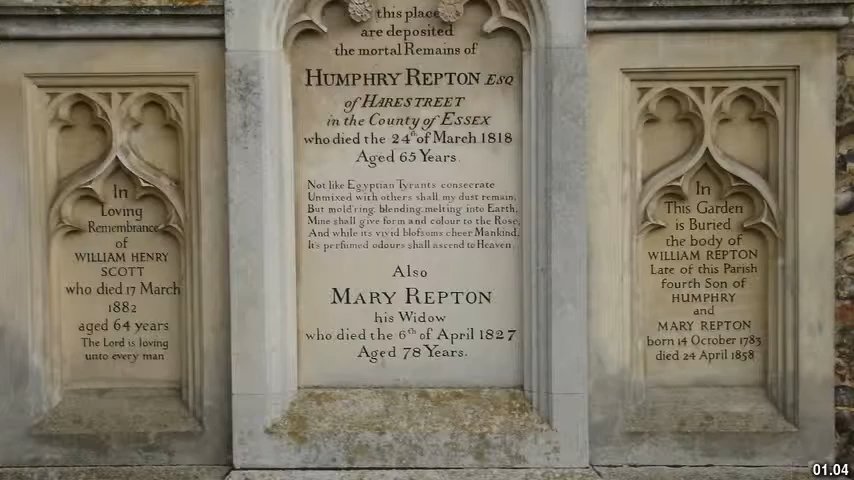 In
Loving
Remembrance
of
WILLIAM HENRY
SCOTT
who died 17 March
1882
aged 64 years
The Lord is loving
unto every man
this place
are deposited
the mortal Remains of
HUMPHRY REPTON ESQ
of HARESTREET
in the County of ESSEX
who died the 24th of March 1818
Aged 65 Years.
Not like Egyptian Tyrants consecrate
Unmixed with others shall my dust remain;
But mold'ring, blending, melting into Earth,
Mine shall give form and colour to the Rose,
And while its vivid blofsoms cheer Mankind,
It's perfumed odours shall ascend to Heaven.
Also
MARY REPTON
his Widow
who died the 6th of April 1827
Aged 78 Years.
In
This Garden
is Buried
the body of
WILLIAM REPTON
Late of this Parish
fourth Son of
HUMPHRY
and
MARY REPTON
born 14 October 1783
died 24 April 1858
01.04